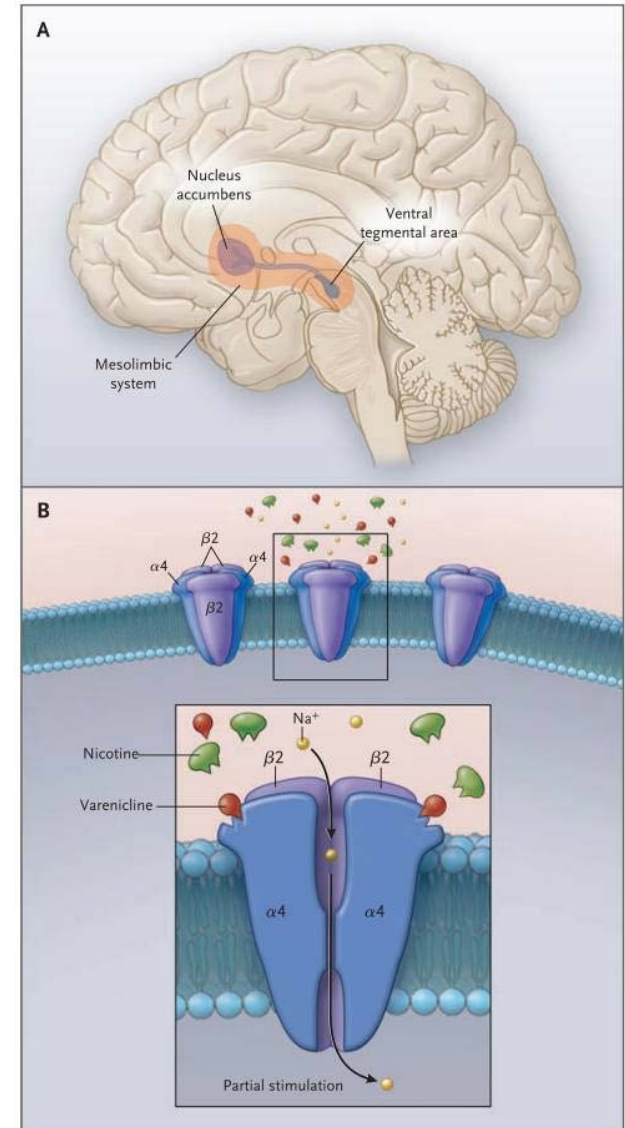 A
Nucleus
accumbens
Ventral
tegmental area
Mesolimbic
system
B
β2
α4
α4
β2
Na⁺
Nicotine
β2
β2
Varenicline
α4
α4
Partial stimulation